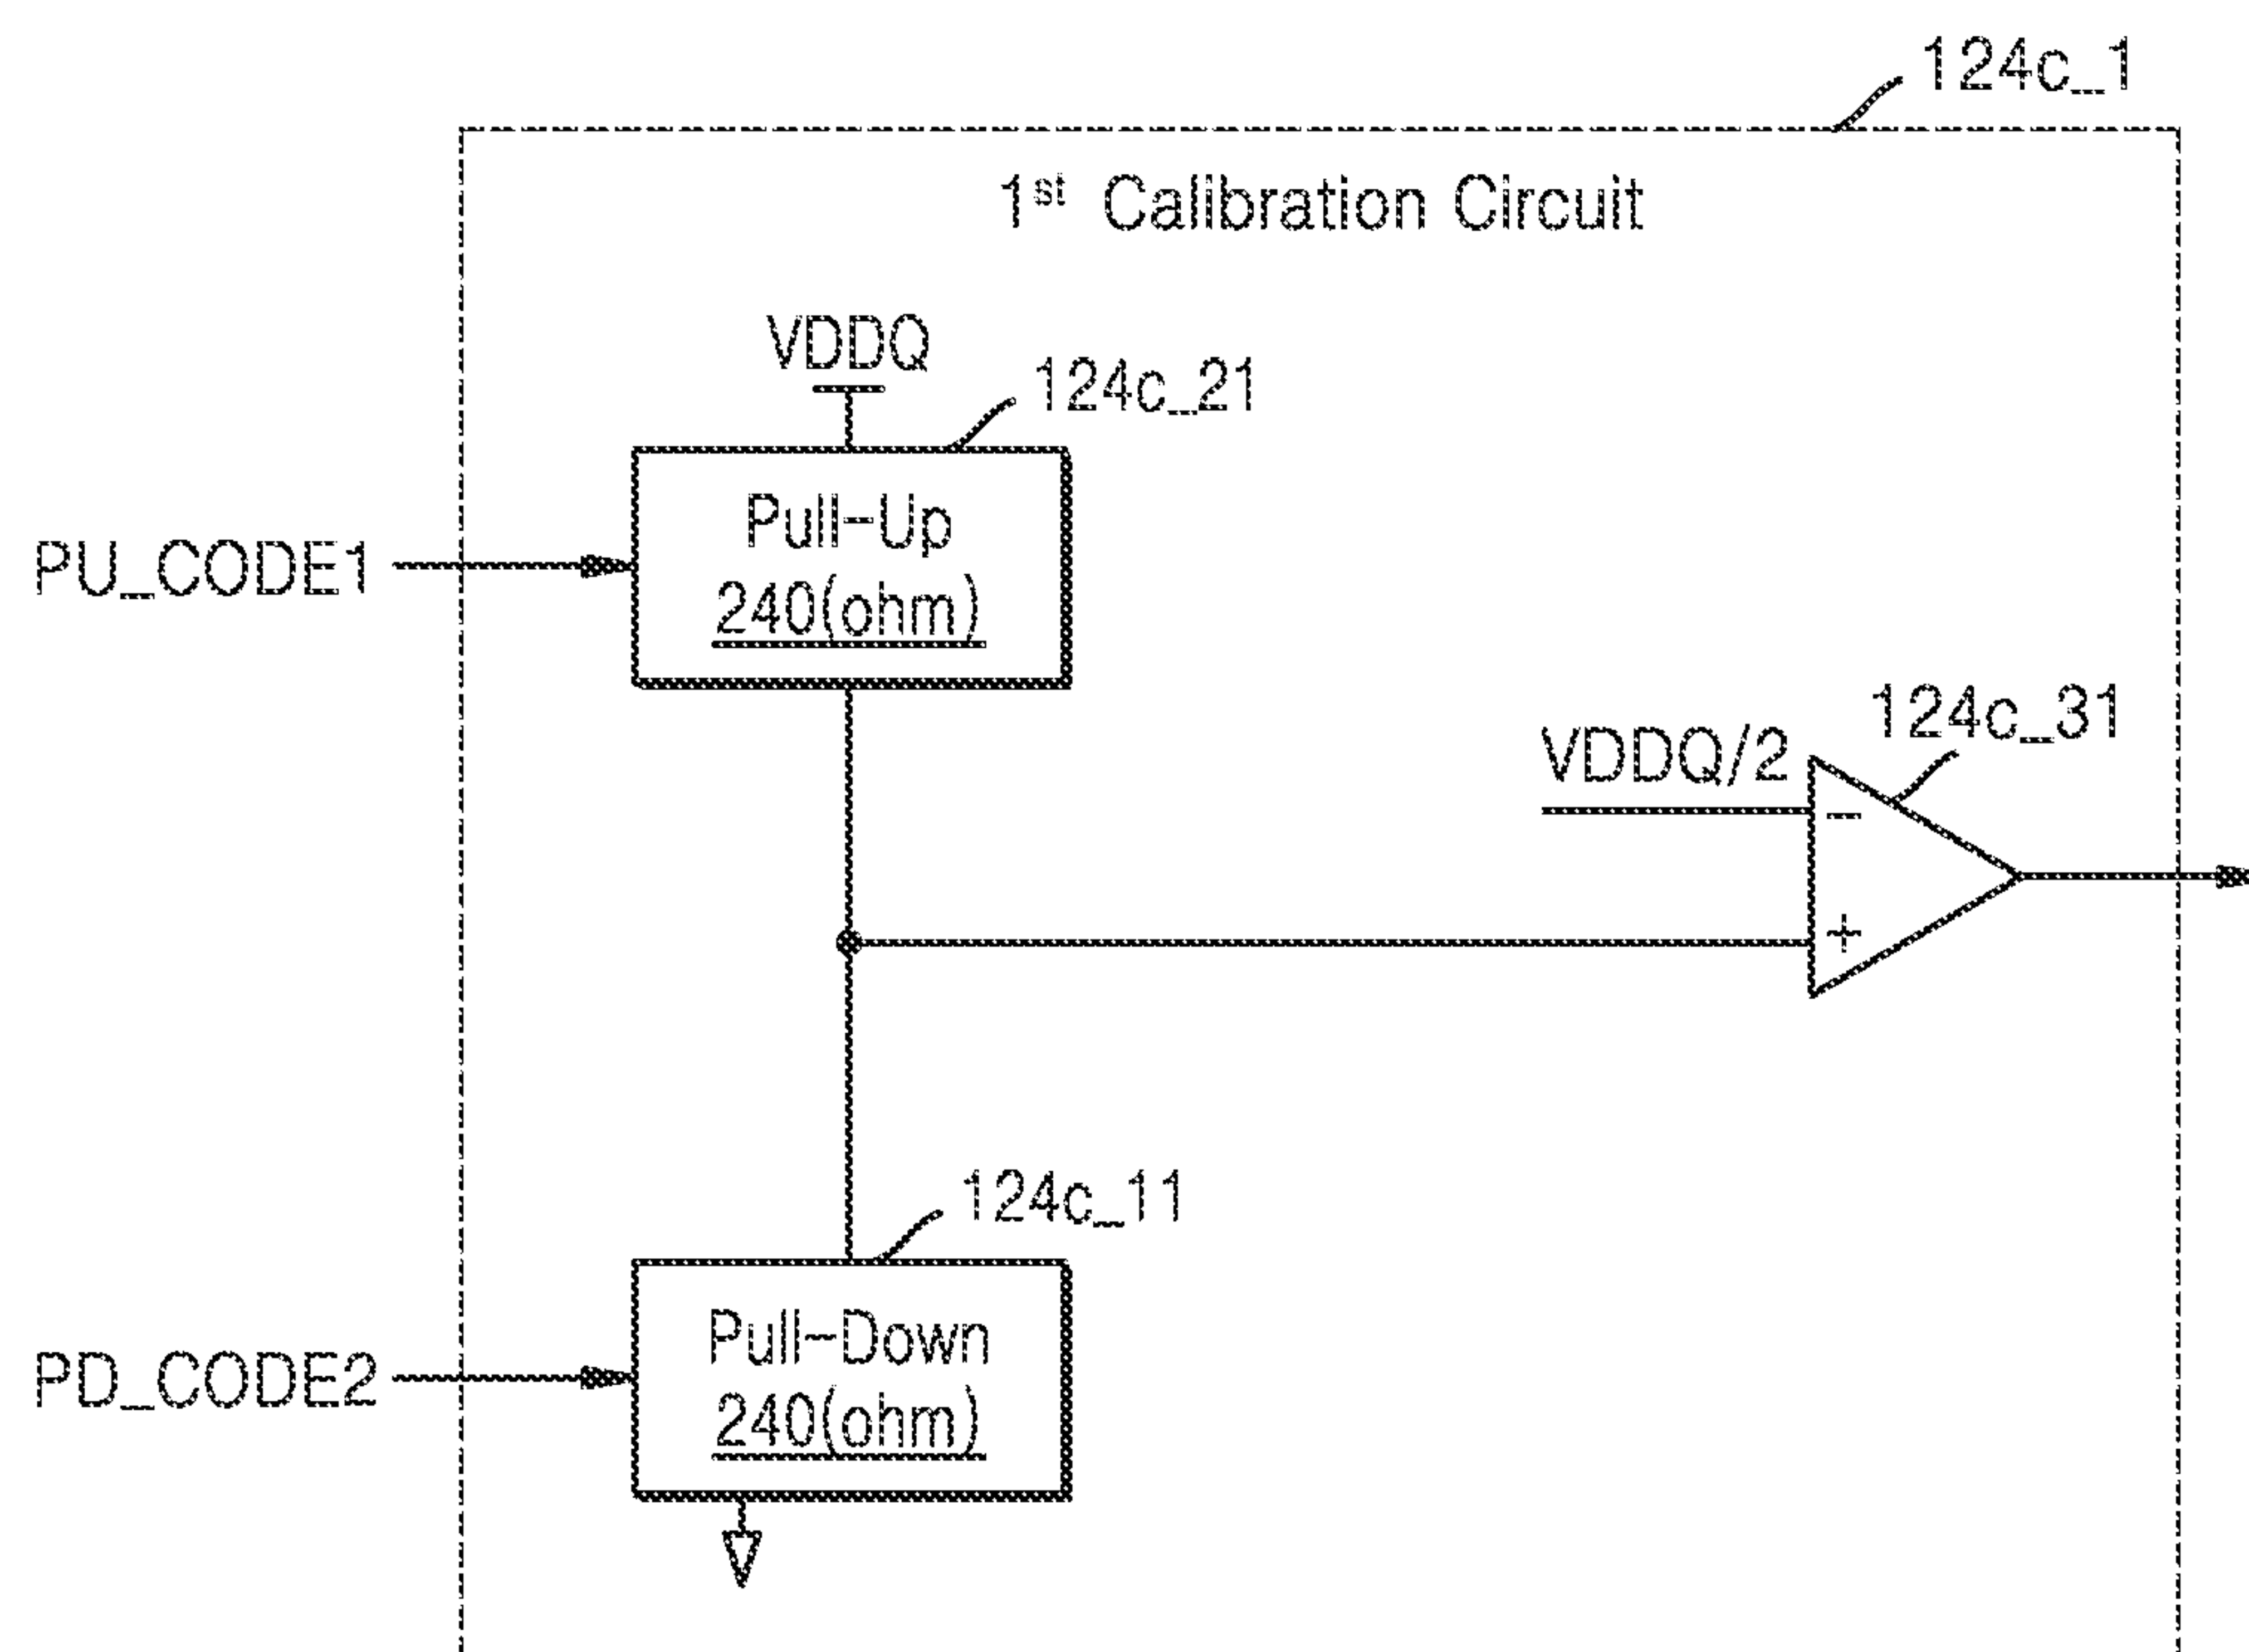 124c_1
1st Calibration Circuit
VDDQ
124c_21
Pull-Up
240(ohm)
PU_CODE1
VDDQ/2
124c_31
-
+
124c_11
Pull-Down
240(ohm)
PD_CODE2